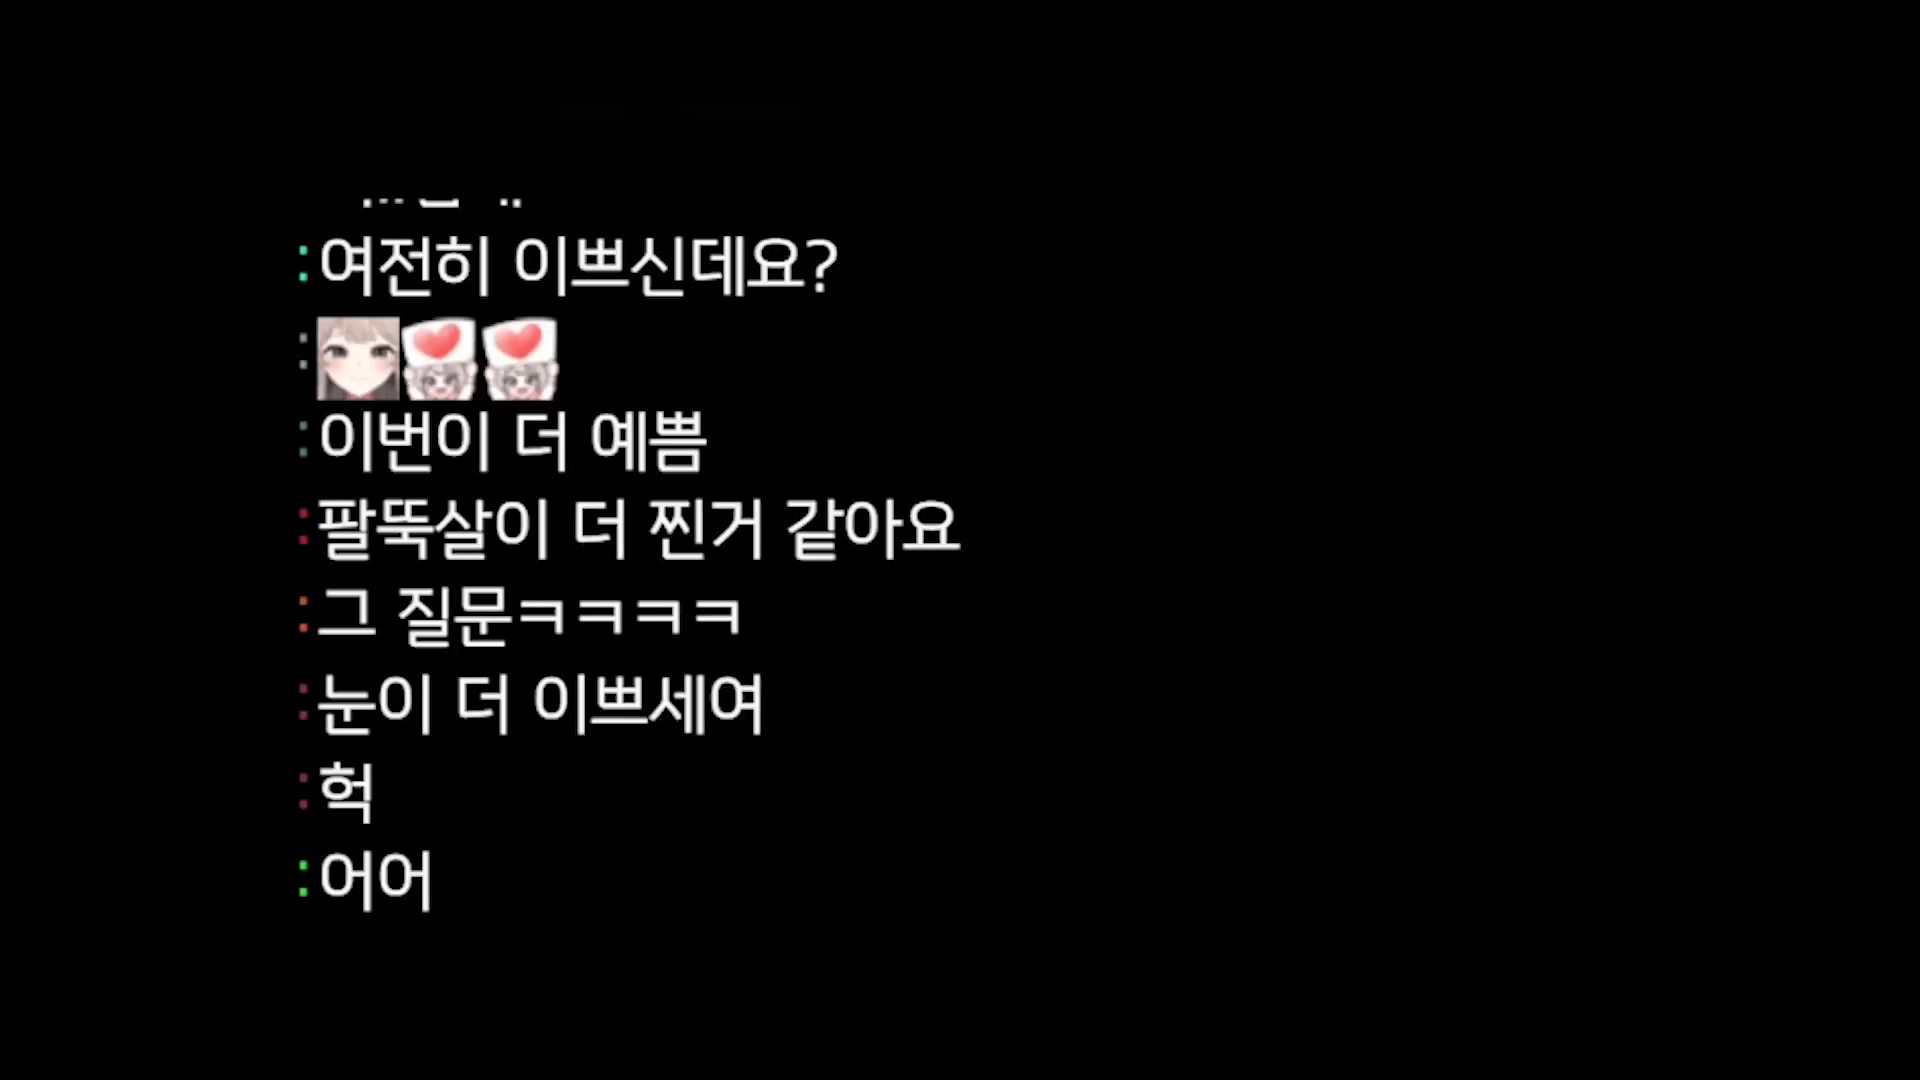 :여전히 이쁘신데요?
:
:이번이 더 예쁨
:팔뚝살이 더 찐거 같아요
:그 질문ㅋㅋㅋㅋ
:눈이 더 이쁘세여
:헉
:어어